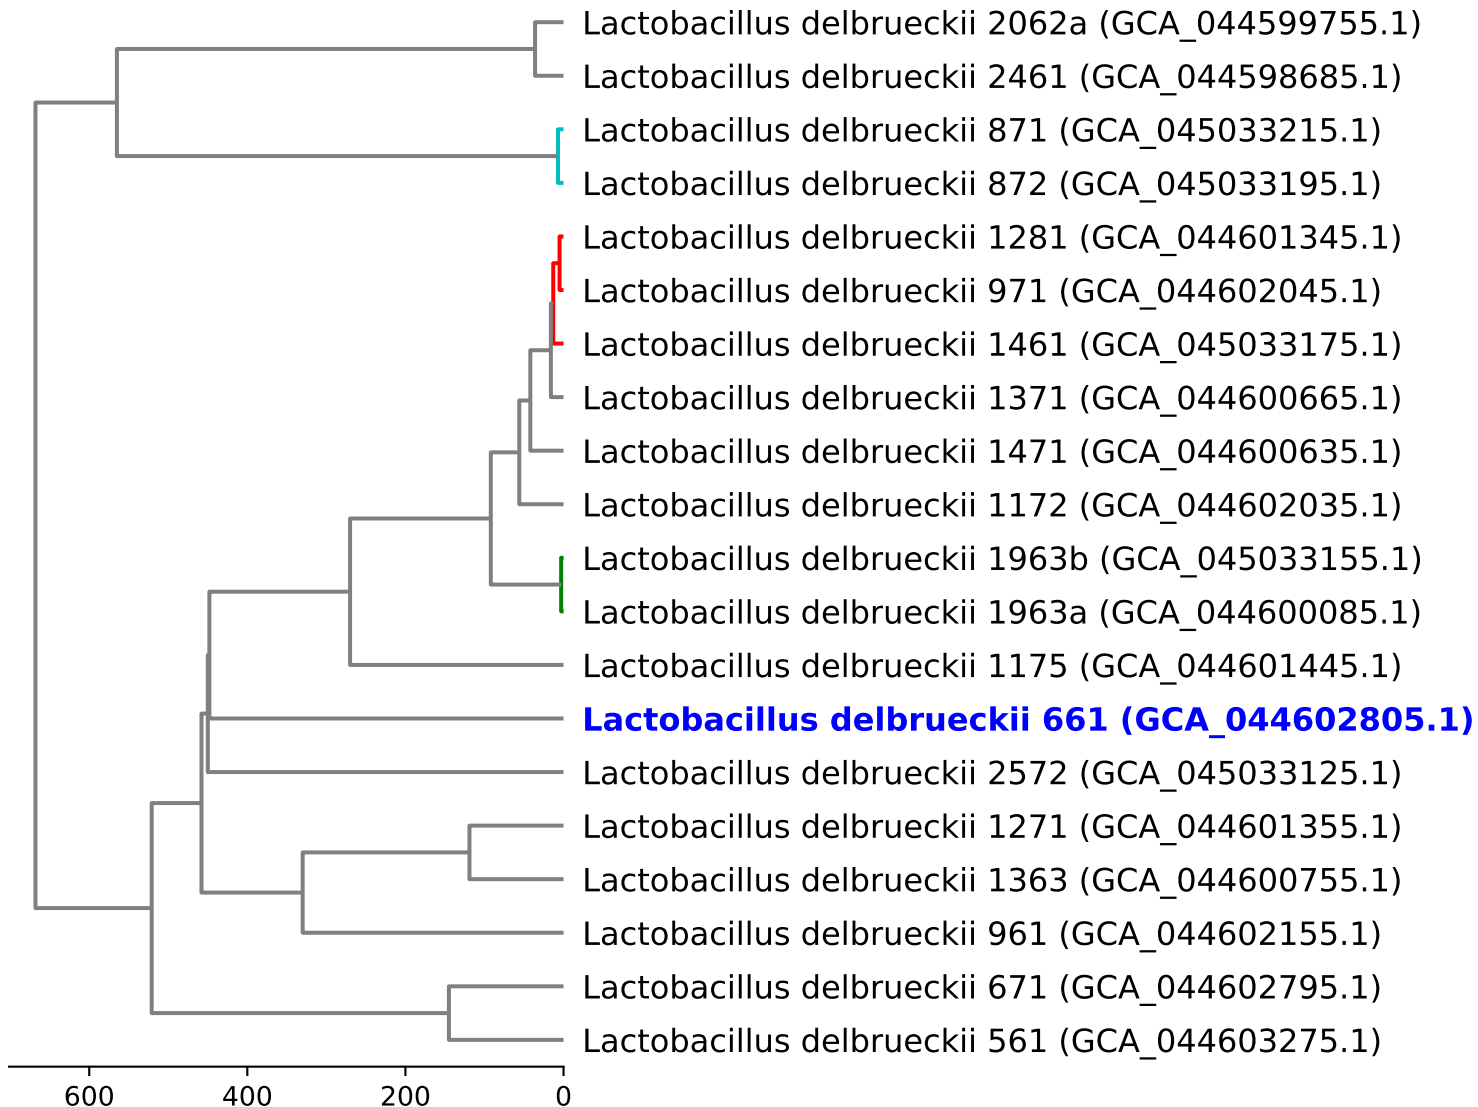 Lactobacillus delbrueckii 2062a (GCA_044599755.1)
Lactobacillus delbrueckii 2461 (GCA_044598685.1)
Lactobacillus delbrueckii 871 (GCA_045033215.1)
Lactobacillus delbrueckii 872 (GCA_045033195.1)
Lactobacillus delbrueckii 1281 (GCA_044601345.1)
Lactobacillus delbrueckii 971 (GCA_044602045.1)
Lactobacillus delbrueckii 1461 (GCA_045033175.1)
Lactobacillus delbrueckii 1371 (GCA_044600665.1)
Lactobacillus delbrueckii 1471 (GCA_044600635.1)
Lactobacillus delbrueckii 1172 (GCA_044602035.1)
Lactobacillus delbrueckii 1963b (GCA_045033155.1)
Lactobacillus delbrueckii 1963a (GCA_044600085.1)
Lactobacillus delbrueckii 1175 (GCA_044601445.1)
Lactobacillus delbrueckii 661 (GCA_044602805.1)
Lactobacillus delbrueckii 2572 (GCA_045033125.1)
Lactobacillus delbrueckii 1271 (GCA_044601355.1)
Lactobacillus delbrueckii 1363 (GCA_044600755.1)
Lactobacillus delbrueckii 961 (GCA_044602155.1)
Lactobacillus delbrueckii 671 (GCA_044602795.1)
Lactobacillus delbrueckii 561 (GCA_044603275.1)
600 400 200 0